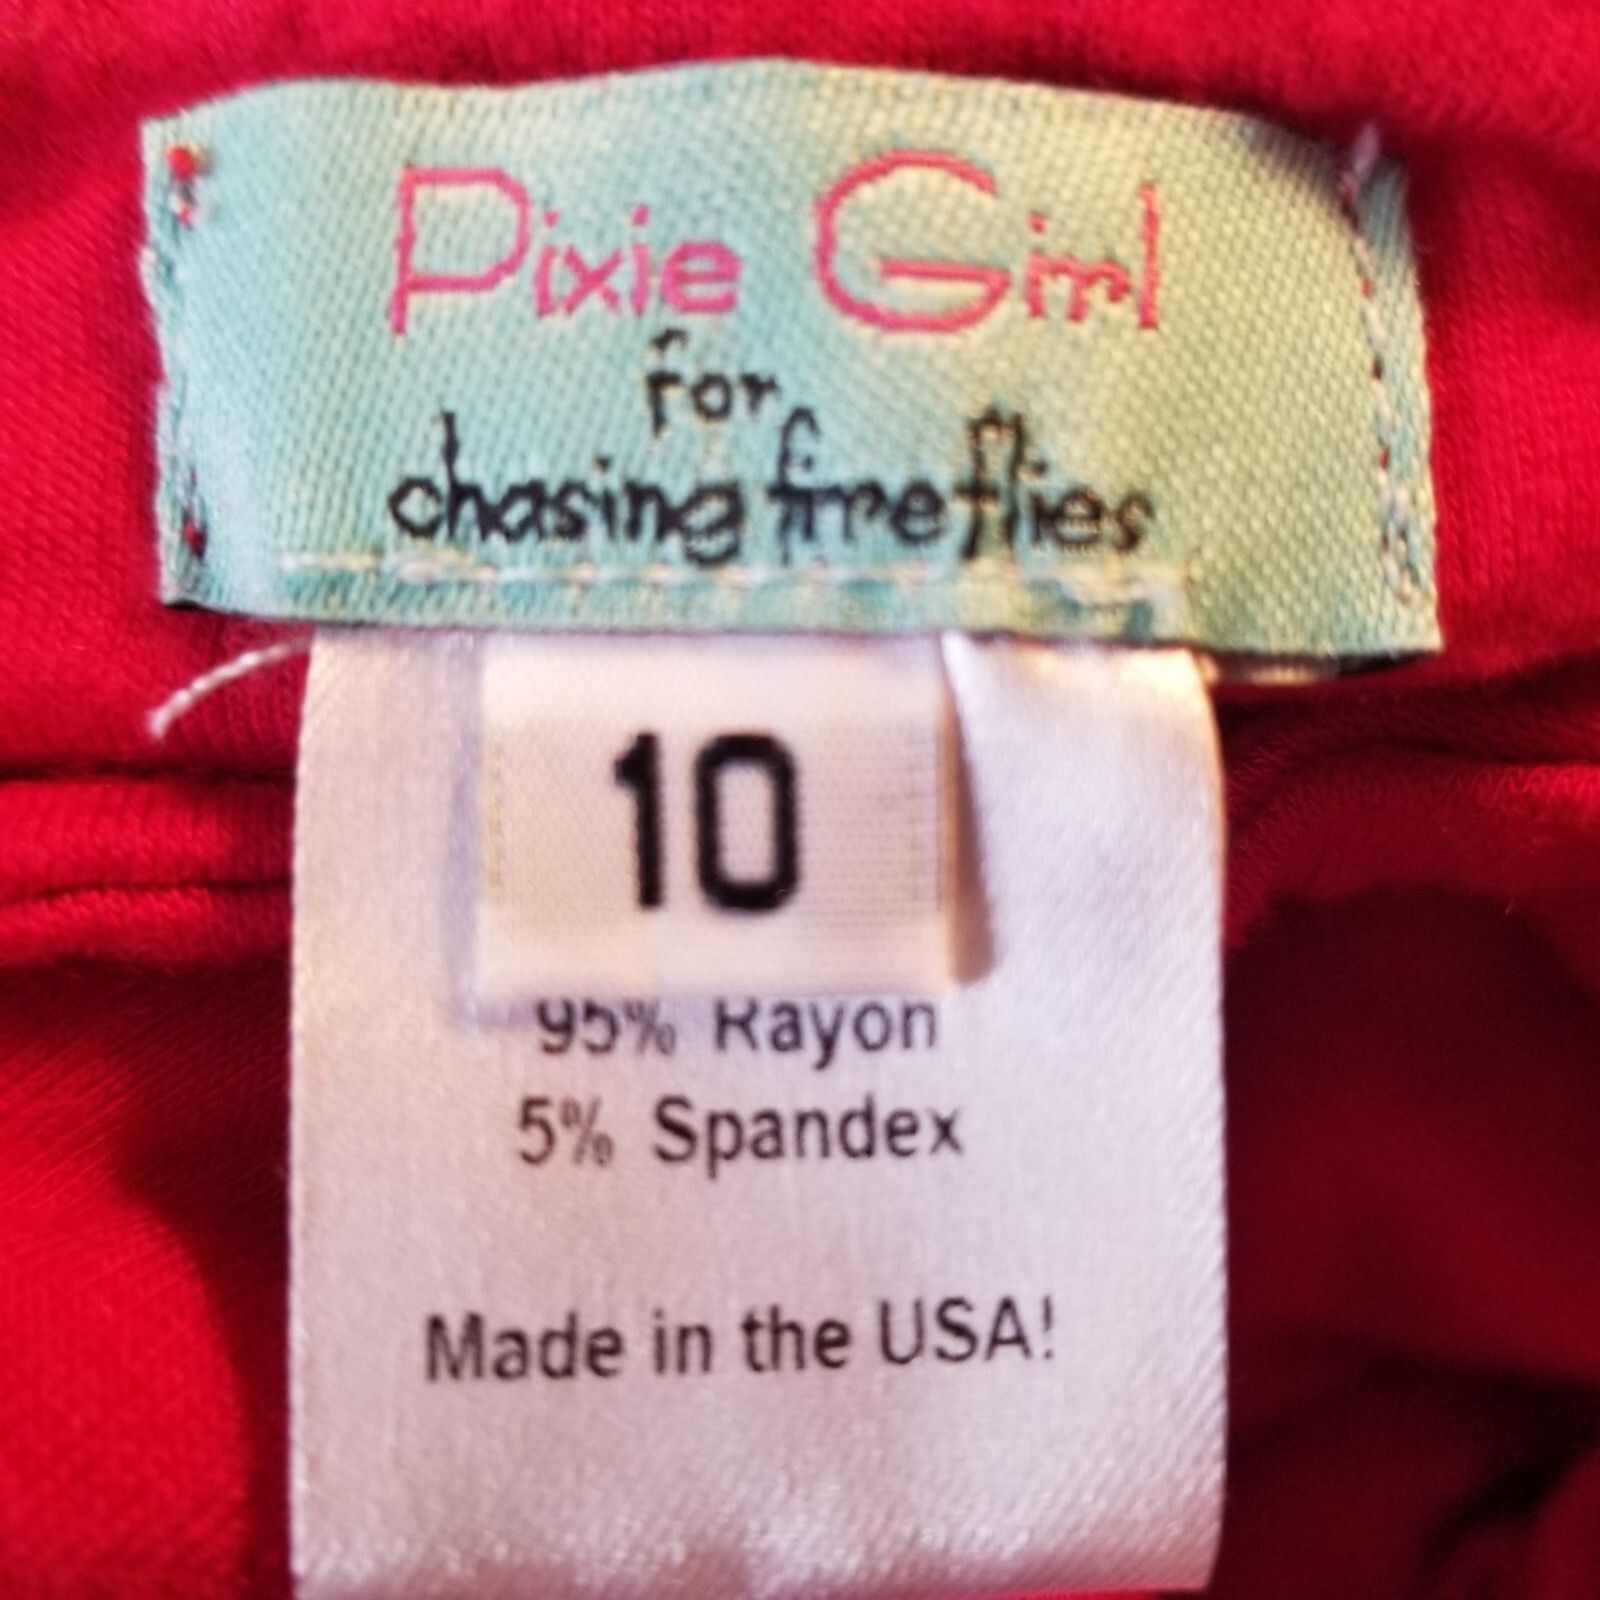 Pixie Girl
for
chasing fireflies
10
95% Rayon
5% Spandex
Made in the USA!